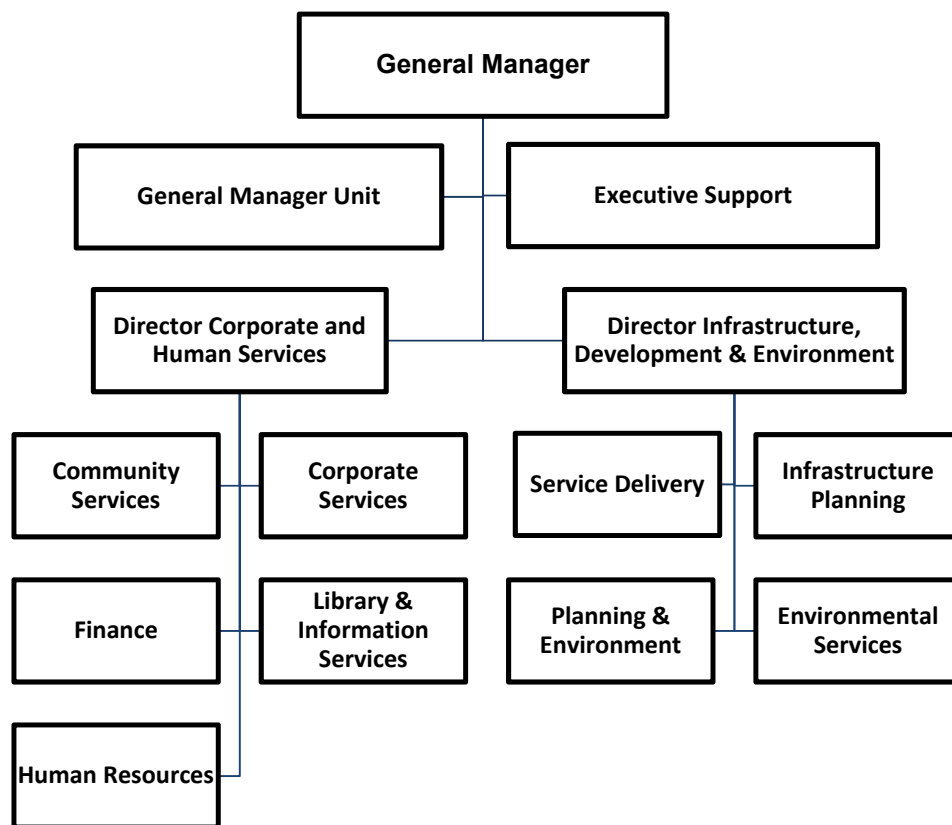 General Manager
General Manager Unit
Executive Support
Director Corporate and
Human Services
Director Infrastructure,
Development & Environment
Community
Services
Corporate
Services
Service Delivery
Infrastructure
Planning
Finance
Library &
Information
Services
Planning &
Environment
Environmental
Services
Human Resources